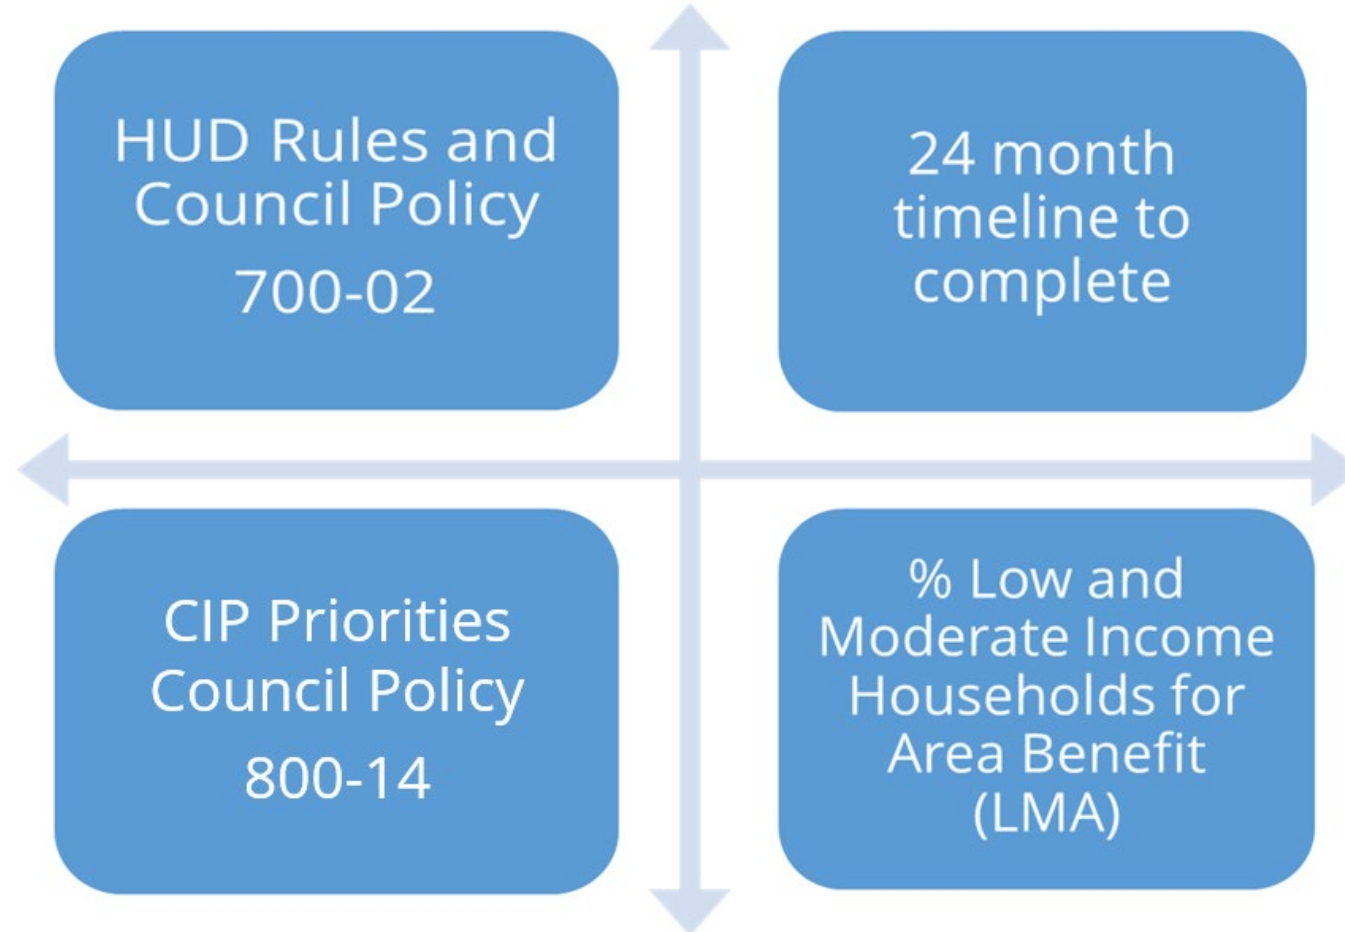 HUD Rules and
Council Policy
700-02
24 month
timeline to
complete
CIP Priorities
Council Policy
800-14
% Low and
Moderate Income
Households for
Area Benefit
(LMA)